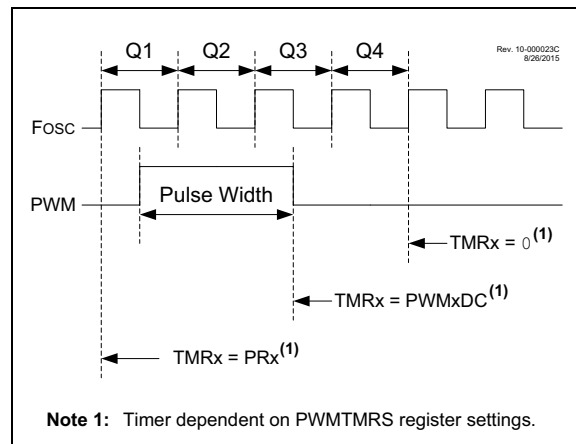 Q1 Q2 Q3 Q4
Rev. 10-000023C
8/26/2015
FOSC
PWM
Pulse Width
TMRx = 0(1)
TMRx = PWMxDC(1)
TMRx = PRx(1)
Note 1: Timer dependent on PWMTMRS register settings.